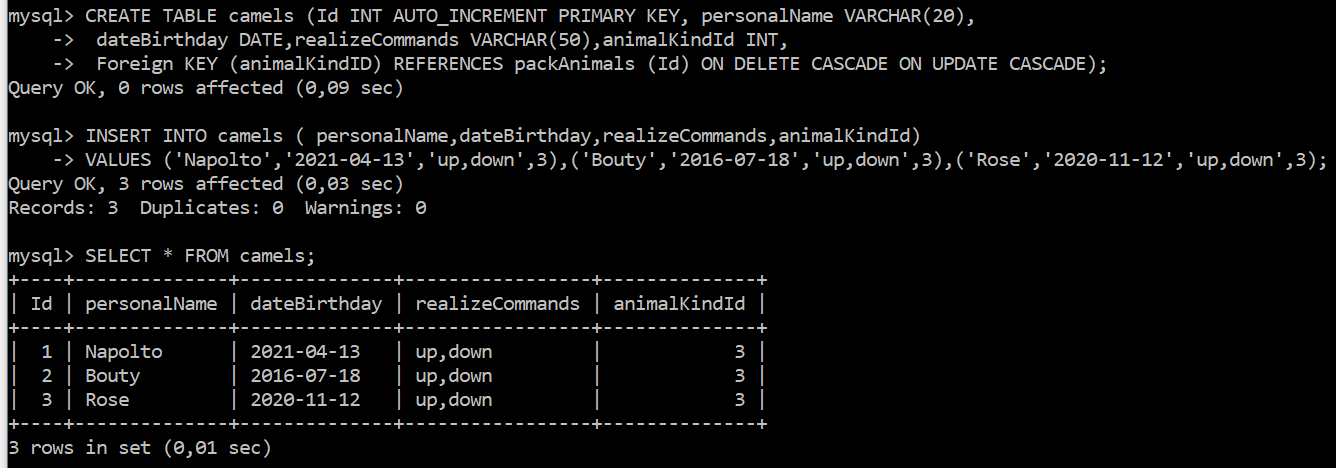 mysql> CREATE TABLE camels (Id INT AUTO_INCREMENT PRIMARY KEY, personalName VARCHAR(20),
    ->  dateBirthday DATE,realizeCommands VARCHAR(50),animalKindId INT,
    ->  Foreign KEY (animalKindID) REFERENCES packAnimals (Id) ON DELETE CASCADE ON UPDATE CASCADE);
Query OK, 0 rows affected (0,09 sec)

mysql> INSERT INTO camels ( personalName,dateBirthday,realizeCommands,animalKindId)
    -> VALUES ('Napolto','2021-04-13','up,down',3),('Bouty','2016-07-18','up,down',3),('Rose','2020-11-12','up,down',3);
Query OK, 3 rows affected (0,03 sec)
Records: 3  Duplicates: 0  Warnings: 0

mysql> SELECT * FROM camels;
+----+--------------+--------------+-----------------+--------------+
| Id | personalName | dateBirthday | realizeCommands | animalKindId |
+----+--------------+--------------+-----------------+--------------+
|  1 | Napolto      | 2021-04-13   | up,down         |            3 |
|  2 | Bouty        | 2016-07-18   | up,down         |            3 |
|  3 | Rose         | 2020-11-12   | up,down         |            3 |
+----+--------------+--------------+-----------------+--------------+
3 rows in set (0,01 sec)